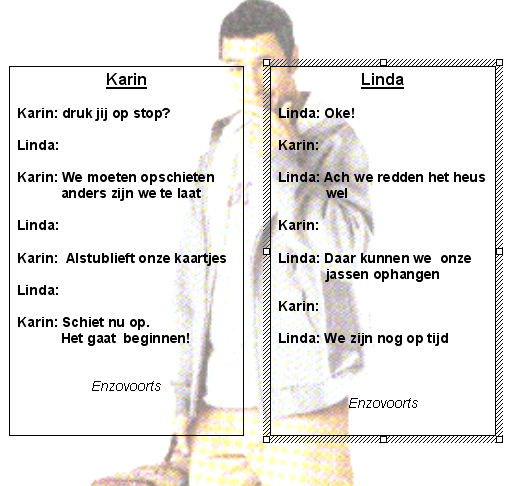 Karin
Karin: druk jij op stop?
Linda:
Karin: We moeten opschieten
anders zijn we te laat
Linda:
Karin: Alstublieft onze kaartjes
Linda:
Karin: Schiet nu op.
Het gaat beginnen!
Enzovoorts
Linda
Linda: Oke!
Karin:
Linda: Ach we redden het heus
wel
Karin:
Linda: Daar kunnen we onze
jassen ophangen
Karin:
Linda: We zijn nog op tijd
Enzovoorts